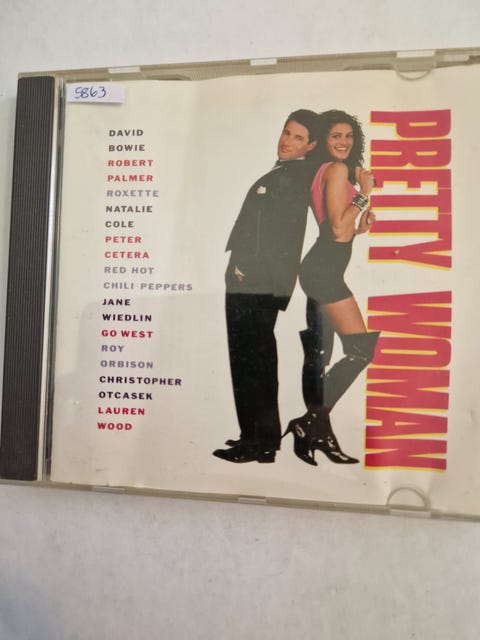 5863
DAVID
BOWIE
ROBERT
PALMER
ROXETTE
NATALIE
COLE
PETER
CETERA
RED HOT
CHILI PEPPERS
JANE
WIEDLIN
GO WEST
ROY
ORBISON
CHRISTOPHER
OTCASEK
LAUREN
WOOD
PRETTY WOMAN